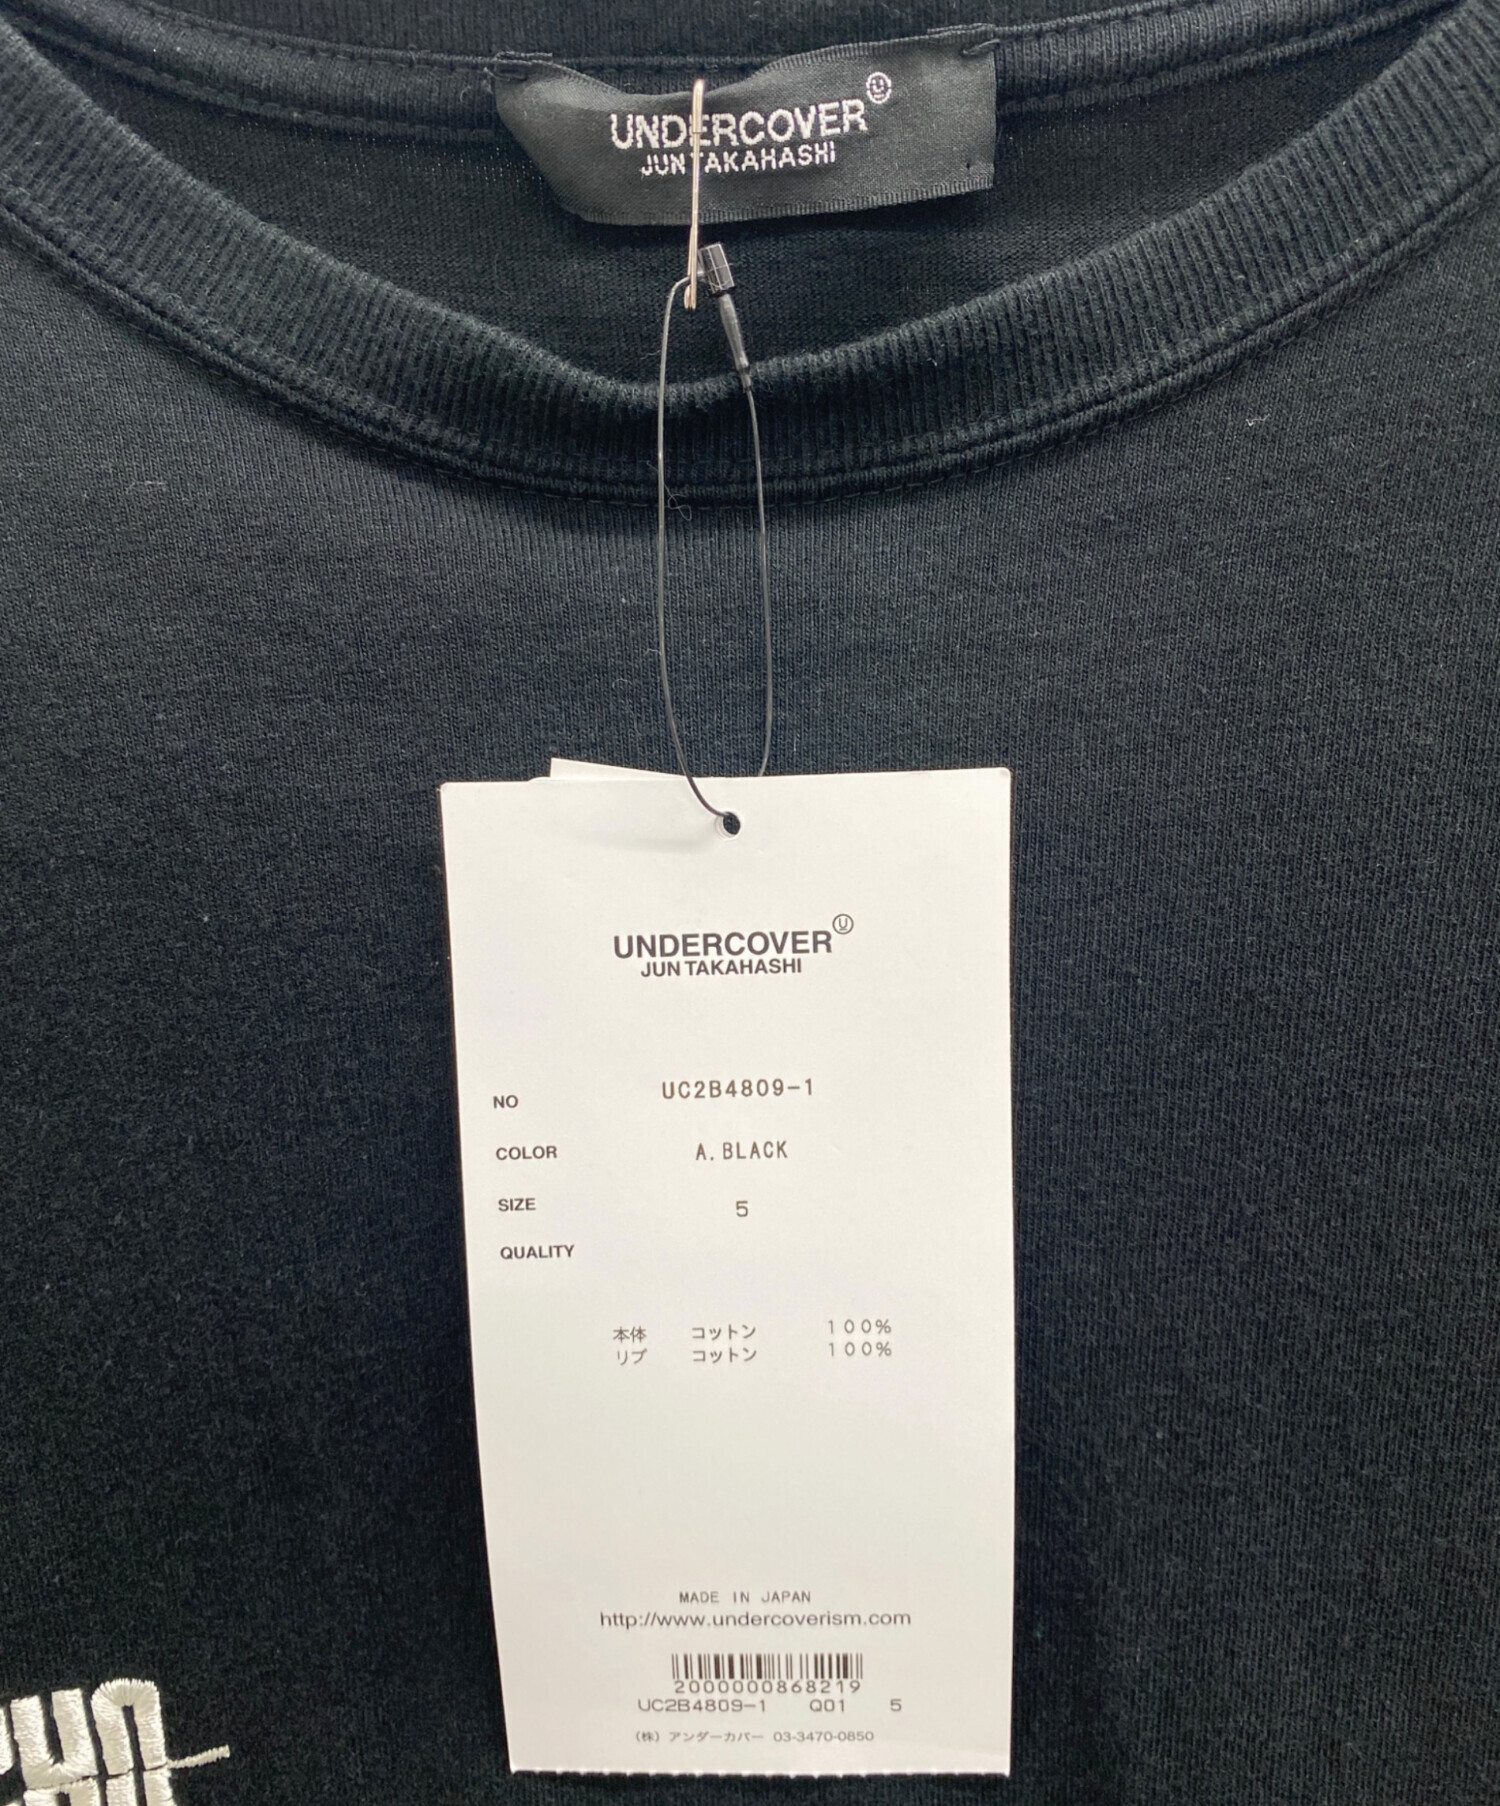 UNDERCOVER
JUN TAKAHASHI
UNDERCOVER Ⓤ
JUN TAKAHASHI
NO UC2B4809-1
COLOR A. BLACK
SIZE 5
QUALITY
本体 コットン 100%
リブ コットン 100%
MADE IN JAPAN
http://www.undercoverism.com
2000000868219
UC2B4809-1 Q01 5
(株) アンダーカバー 03-3470-0850